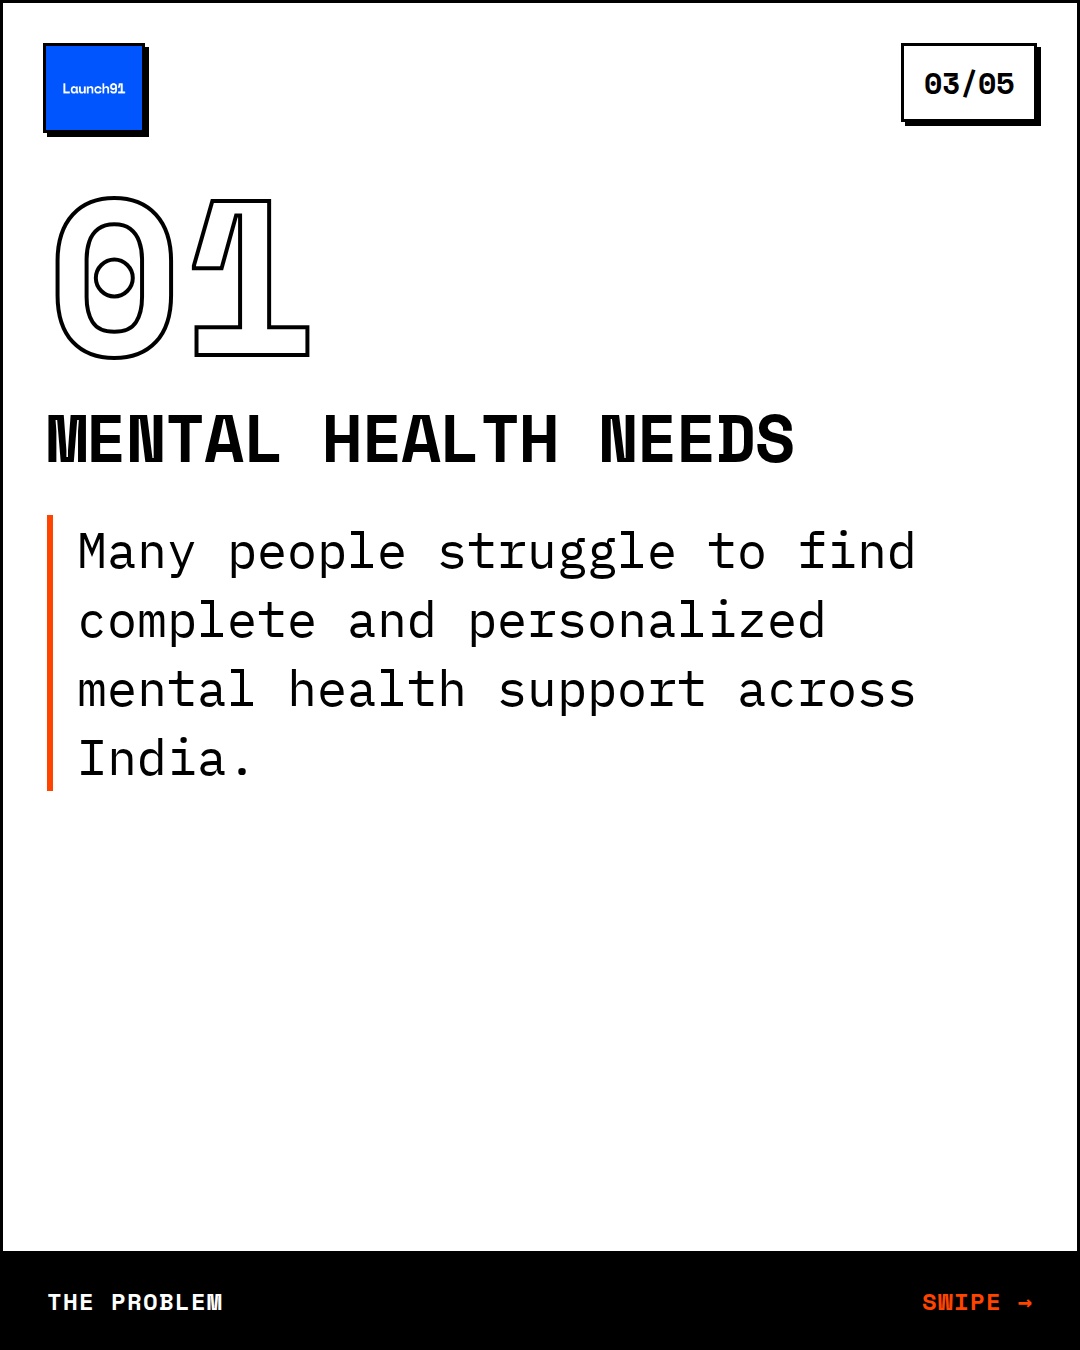 Launch91
03/05
01
MENTAL HEALTH NEEDS
Many people struggle to find
complete and personalized
mental health support across
India.
THE PROBLEM
SWIPE →